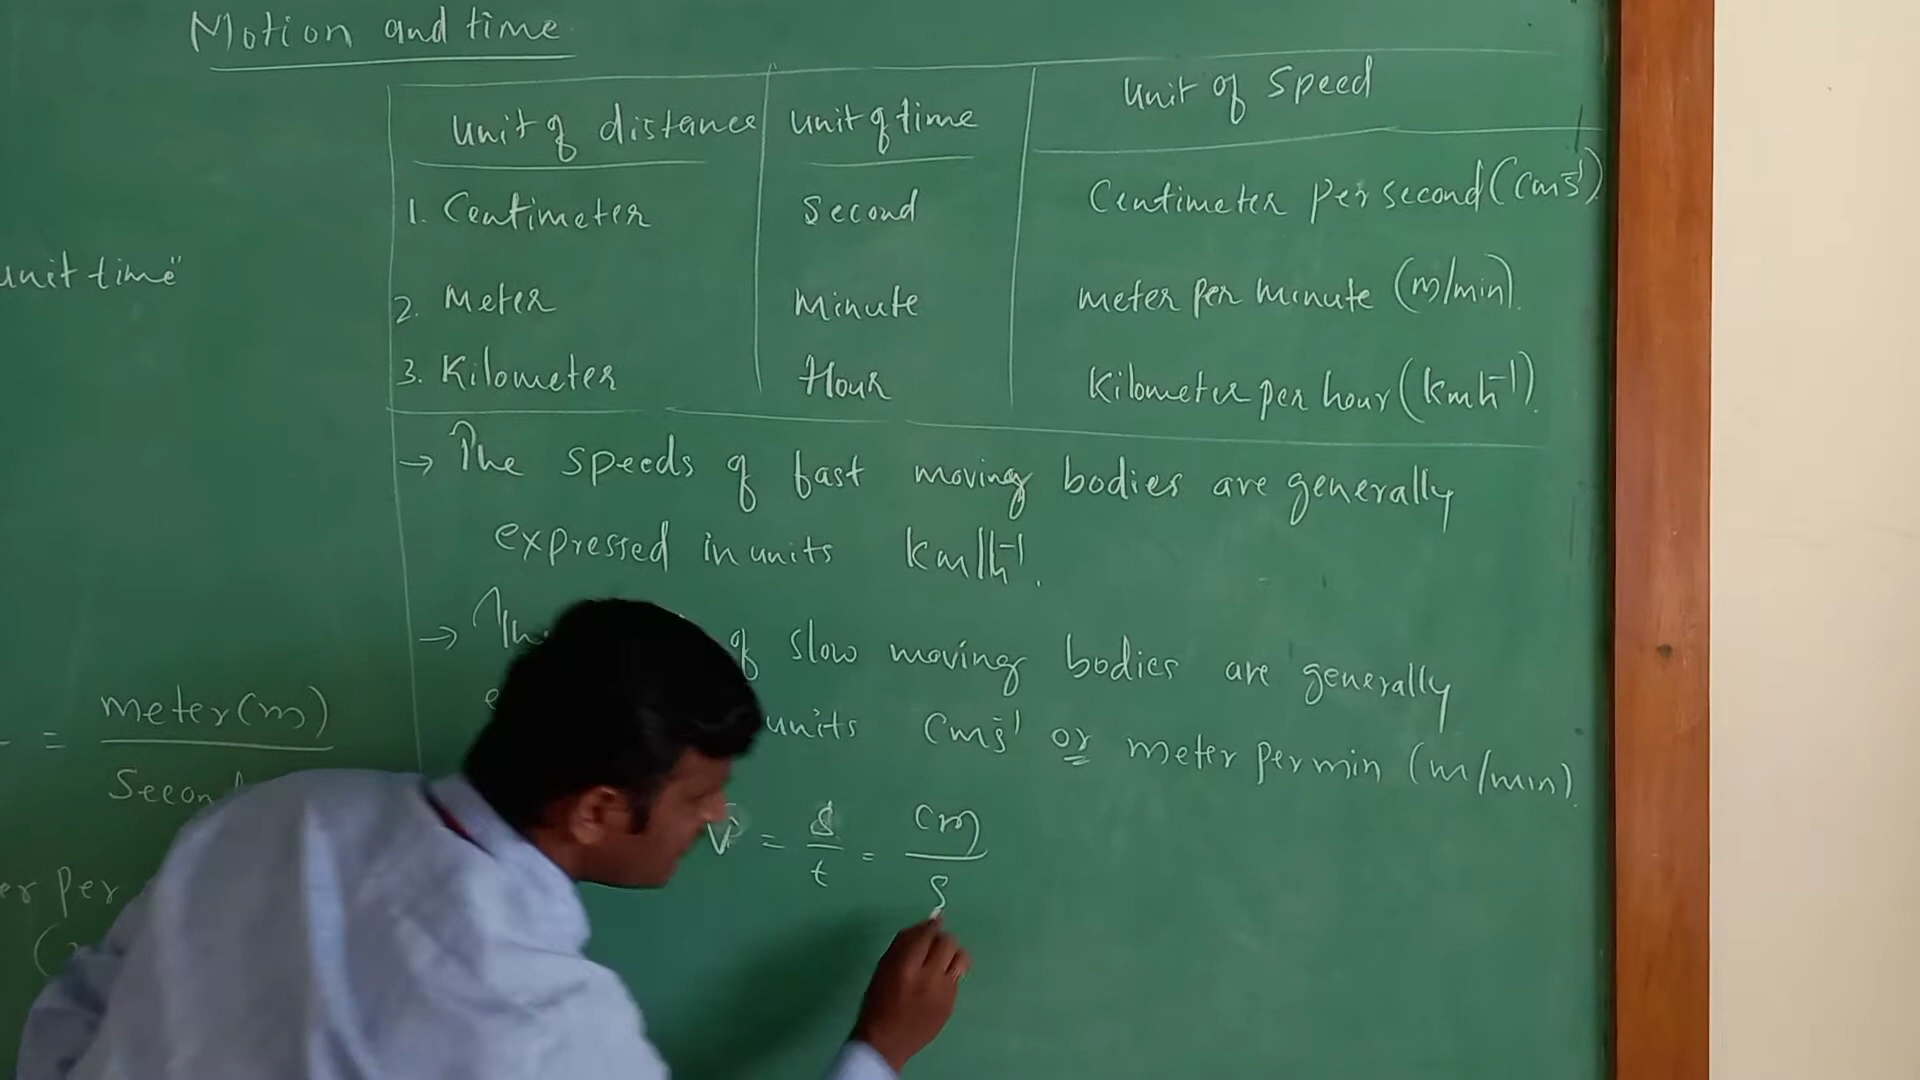 Motion and time
Unit of distance Unit of time Unit of Speed
1. Centimeter Second Centimeter per second (cms⁻¹)
unit time"
2. Meter Minute meter per minute (m/min).
3. Kilometer Hour Kilometer per hour (kmh⁻¹).
→ The speeds of fast moving bodies are generally
expressed in units km/h⁻¹.
→ of slow moving bodies are generally
units cms⁻¹ or meter per min (m/min).
= meter(m)
V = s/t = cm/s
er per